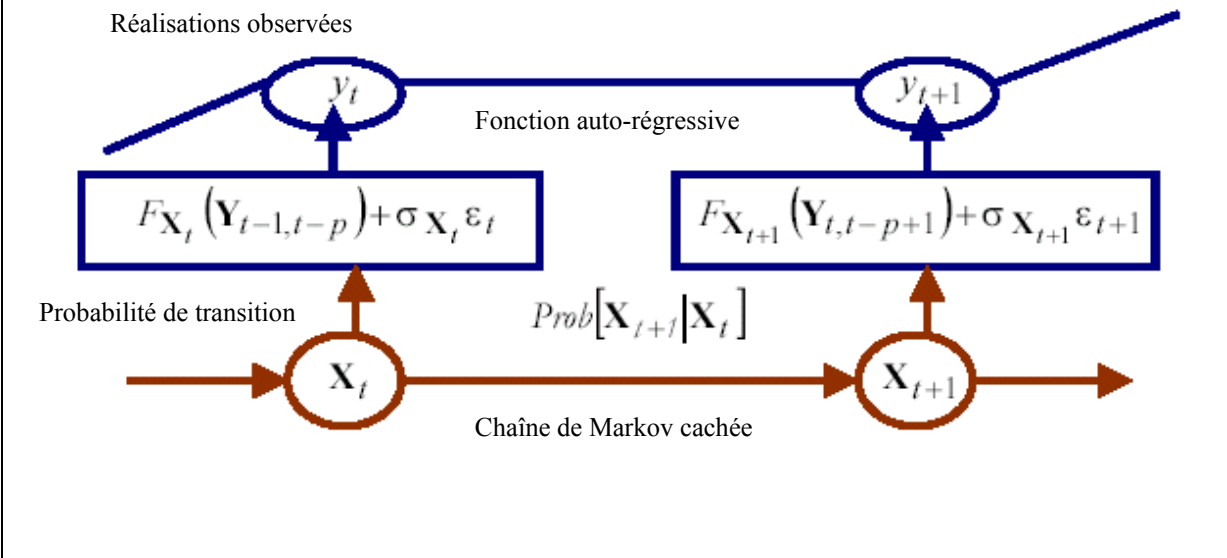 Réalisations observées
y_t
y_{t+1}
Fonction auto-régressive
F_{X_t} (Y_{t−1,t−p}) + σ_{X_t} ε_t
F_{X_{t+1}} (Y_{t,t−p+1}) + σ_{X_{t+1}} ε_{t+1}
Probabilité de transition
Prob[X_{t+1}|X_t]
X_t
X_{t+1}
Chaîne de Markov cachée